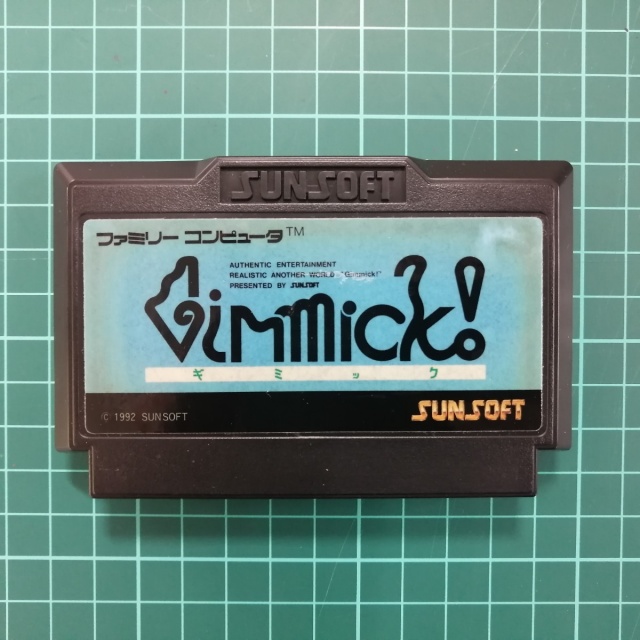 SUNSOFT
ファミリー コンピュータ™
AUTHENTIC ENTERTAINMENT
REALISTIC ANOTHER WORLD "Gimmick!"
PRESENTED BY SUNSOFT
Gimmick!
ギミック
© 1992 SUNSOFT
SUNSOFT